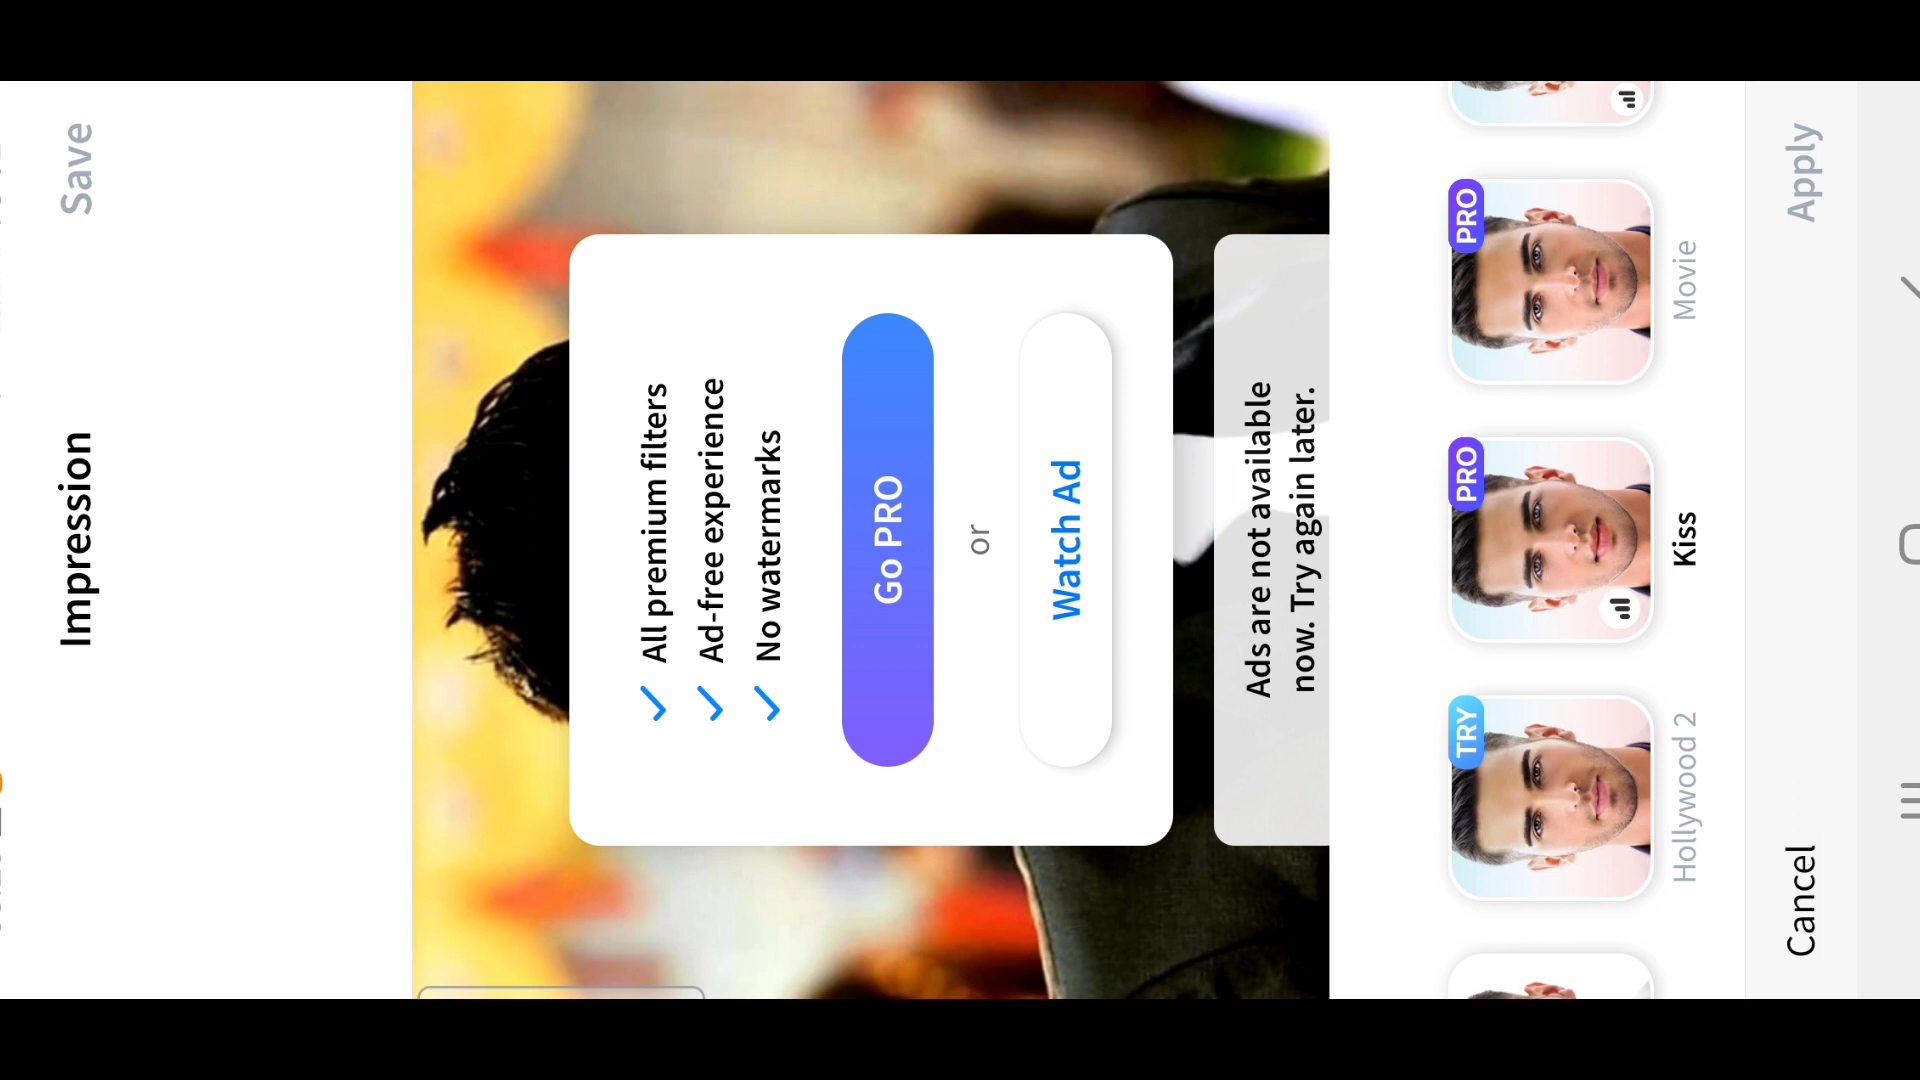 Impression
Save
All premium filters
Ad-free experience
No watermarks
Go PRO
or
Watch Ad
Ads are not available
now. Try again later.
TRY
PRO
PRO
Hollywood 2
Kiss
Movie
Cancel
Apply